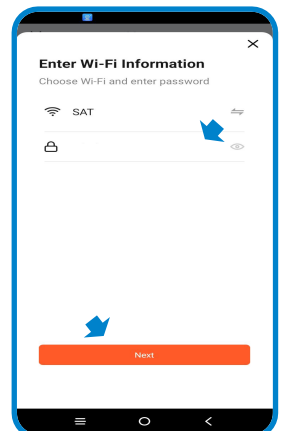 Enter Wi-Fi Information
Choose Wi-Fi and enter password
SAT
Next